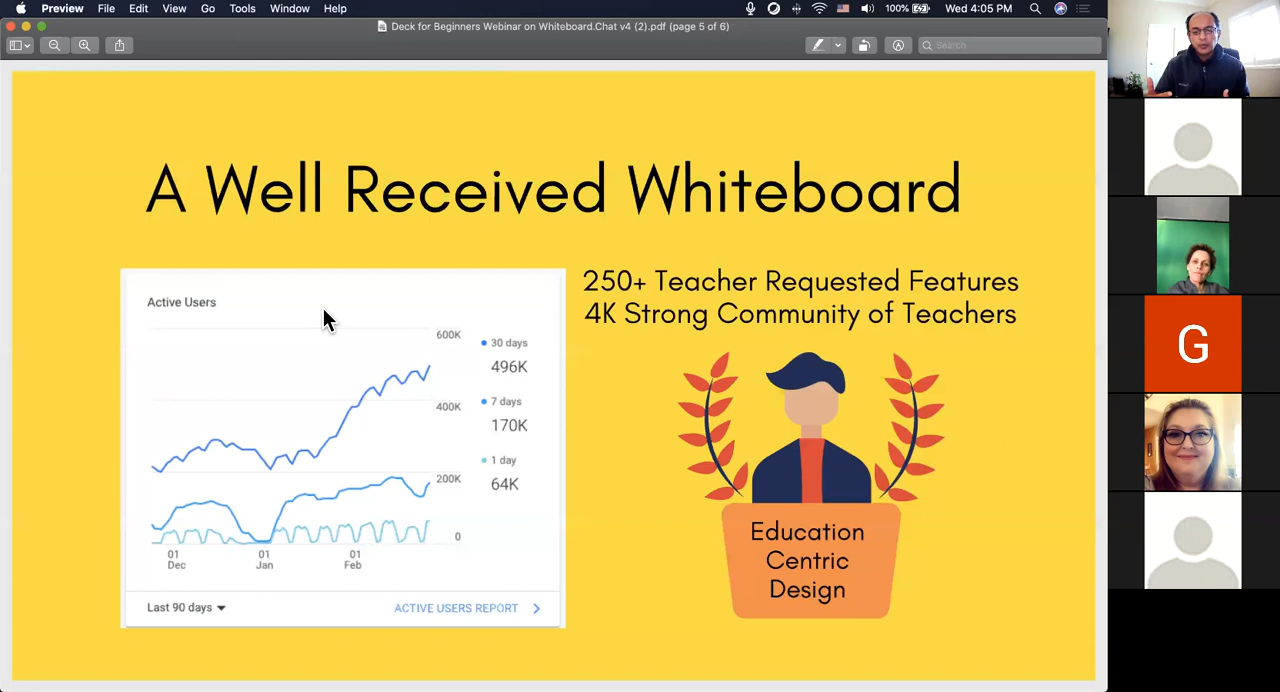 Preview File Edit View Go Tools Window Help 100% Wed 4:05 PM
Deck for Beginners Webinar on Whiteboard.Chat v4 (2).pdf (page 5 of 6)
Search
A Well Received Whiteboard
250+ Teacher Requested Features
4K Strong Community of Teachers
Active Users
600K
400K
200K
0
30 days
496K
7 days
170K
1 day
64K
01 Dec
01 Jan
01 Feb
Last 90 days
ACTIVE USERS REPORT
Education
Centric
Design
G